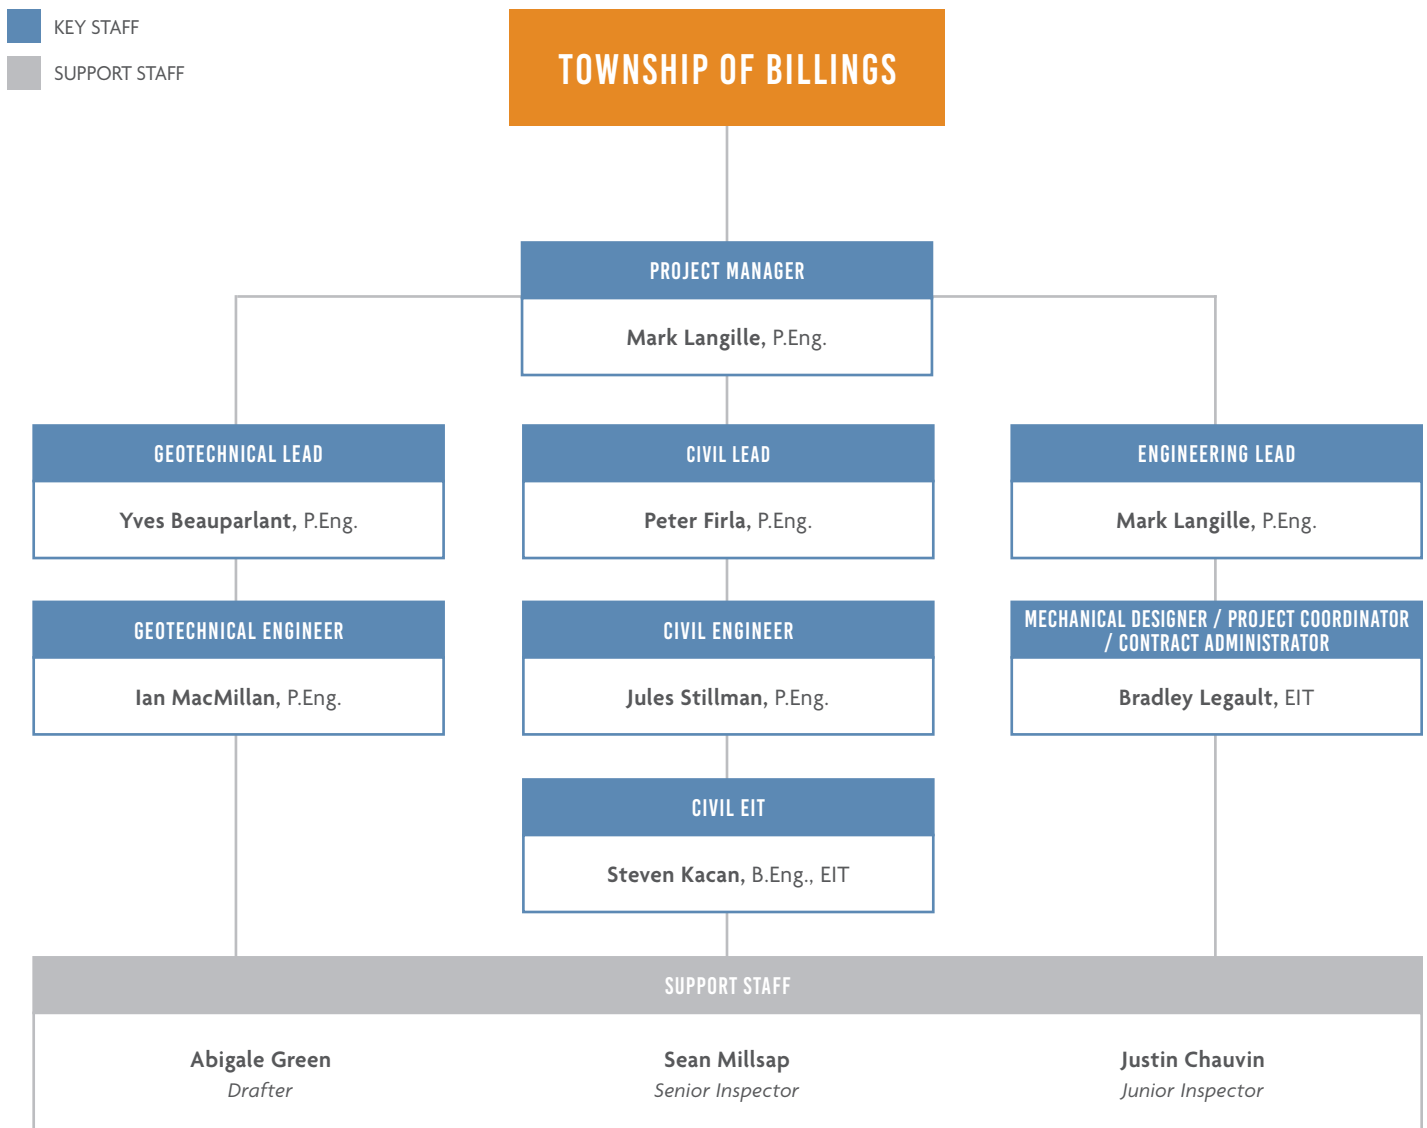 KEY STAFF
SUPPORT STAFF
TOWNSHIP OF BILLINGS
PROJECT MANAGER
Mark Langille, P.Eng.
GEOTECHNICAL LEAD
Yves Beauparlant, P.Eng.
CIVIL LEAD
Peter Firla, P.Eng.
ENGINEERING LEAD
Mark Langille, P.Eng.
GEOTECHNICAL ENGINEER
Ian MacMillan, P.Eng.
CIVIL ENGINEER
Jules Stillman, P.Eng.
MECHANICAL DESIGNER / PROJECT COORDINATOR
/ CONTRACT ADMINISTRATOR
Bradley Legault, EIT
CIVIL EIT
Steven Kacan, B.Eng., EIT
SUPPORT STAFF
Abigale Green
Drafter
Sean Millsap
Senior Inspector
Justin Chauvin
Junior Inspector